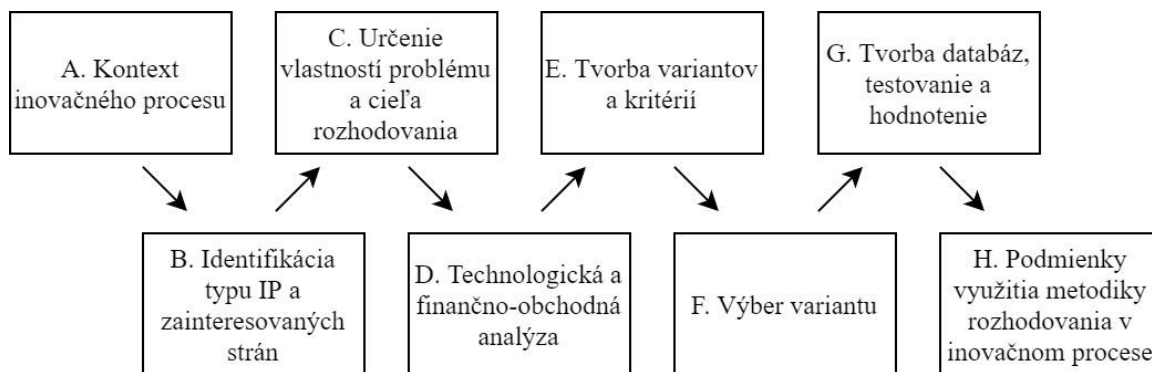 A. Kontext
inovačného procesu
B. Identifikácia
typu IP a
zainteresovaných
strán
C. Určenie
vlastností problému
a cieľa
rozhodovania
D. Technologická a
finančno-obchodná
analýza
E. Tvorba variantov
a kritérií
F. Výber variantu
G. Tvorba databáz,
testovanie a
hodnotenie
H. Podmienky
využitia metodiky
rozhodovania v
inovačnom procese